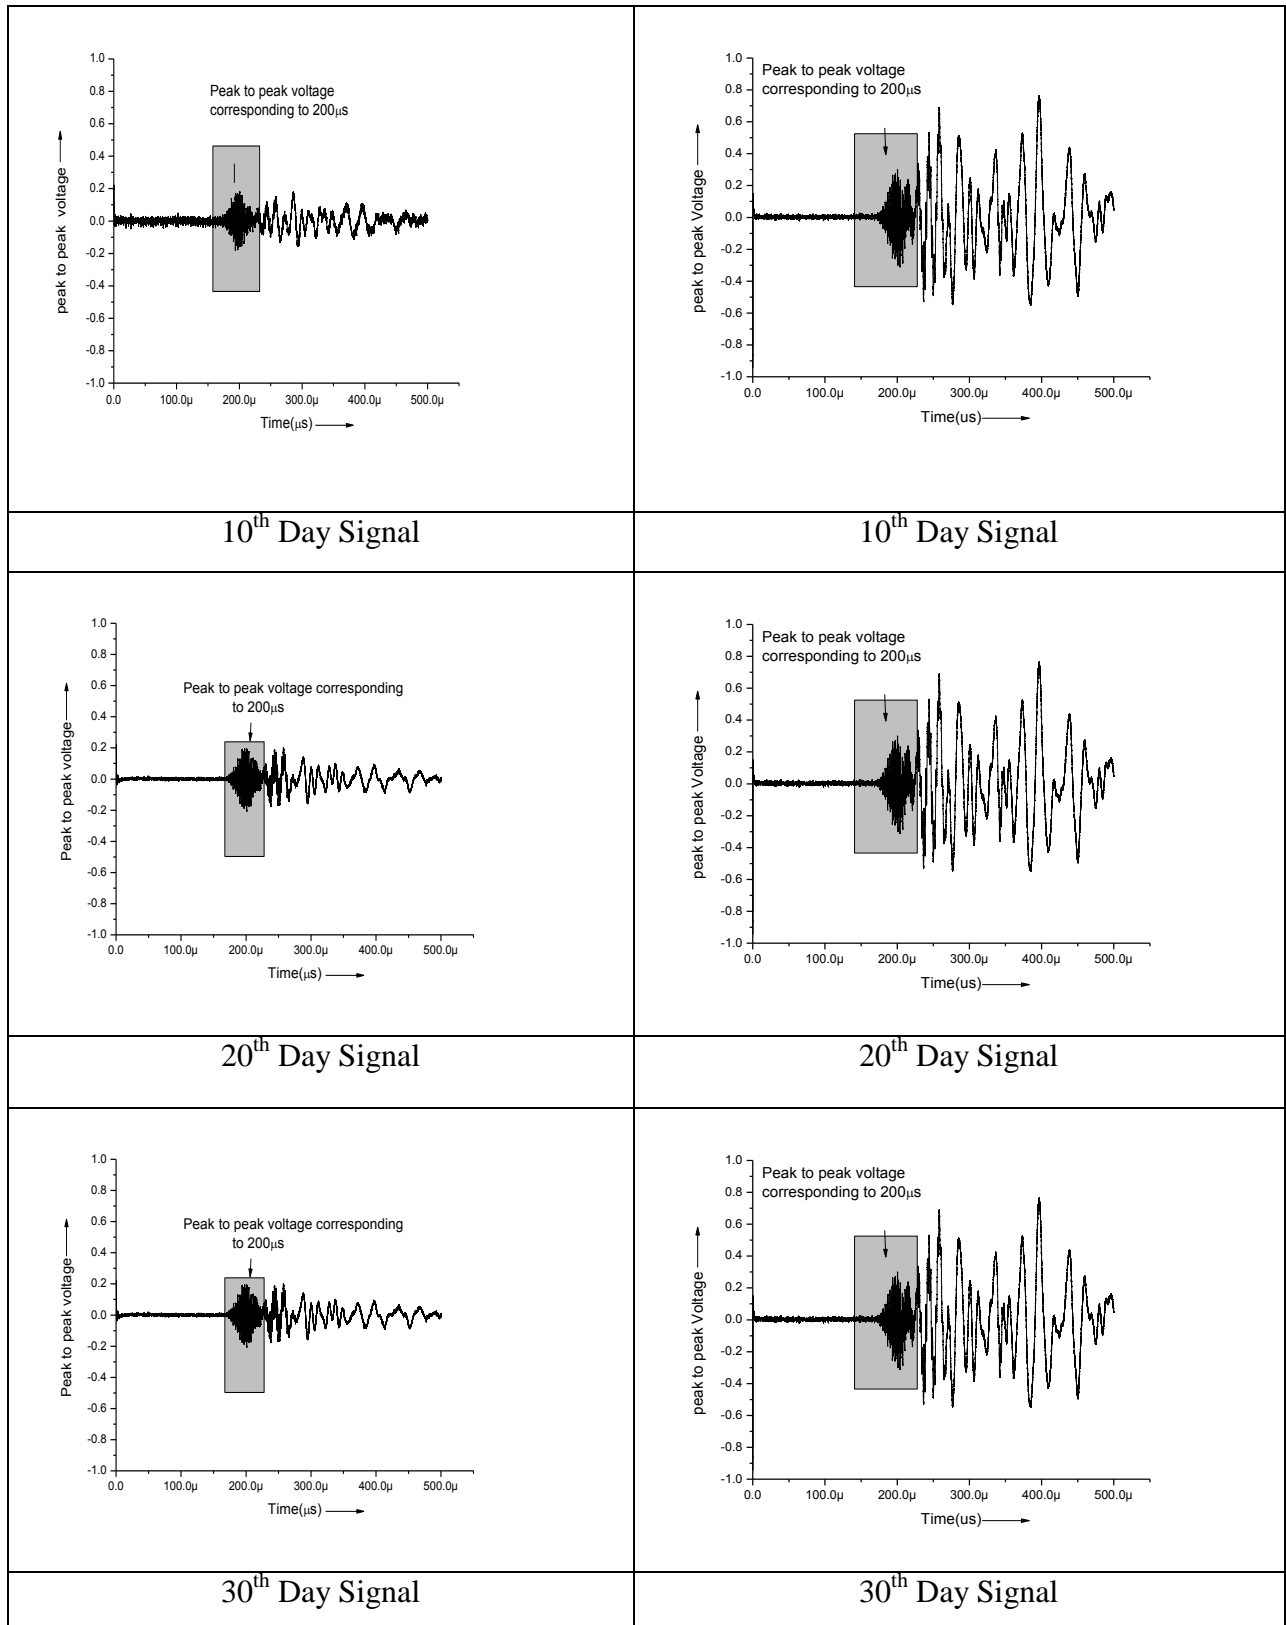 1.0
0.8
0.6
0.4
0.2
0.0
-0.2
-0.4
-0.6
-0.8
-1.0
peak to peak voltage
Peak to peak voltage
corresponding to 200μs
0.0 100.0μ 200.0μ 300.0μ 400.0μ 500.0μ
Time(μs)
1.0
0.8
0.6
0.4
0.2
0.0
-0.2
-0.4
-0.6
-0.8
-1.0
peak to peak Voltage
Peak to peak voltage
corresponding to 200μs
0.0 100.0μ 200.0μ 300.0μ 400.0μ 500.0μ
Time(us)
10th Day Signal
10th Day Signal
1.0
0.8
0.6
0.4
0.2
0.0
-0.2
-0.4
-0.6
-0.8
-1.0
Peak to peak voltage
Peak to peak voltage corresponding
to 200μs
0.0 100.0μ 200.0μ 300.0μ 400.0μ 500.0μ
Time(μs)
1.0
0.8
0.6
0.4
0.2
0.0
-0.2
-0.4
-0.6
-0.8
-1.0
peak to peak Voltage
Peak to peak voltage
corresponding to 200μs
0.0 100.0μ 200.0μ 300.0μ 400.0μ 500.0μ
Time(us)
20th Day Signal
20th Day Signal
1.0
0.8
0.6
0.4
0.2
0.0
-0.2
-0.4
-0.6
-0.8
-1.0
Peak to peak voltage
Peak to peak voltage corresponding
to 200μs
0.0 100.0μ 200.0μ 300.0μ 400.0μ 500.0μ
Time(μs)
1.0
0.8
0.6
0.4
0.2
0.0
-0.2
-0.4
-0.6
-0.8
-1.0
peak to peak Voltage
Peak to peak voltage
corresponding to 200μs
0.0 100.0μ 200.0μ 300.0μ 400.0μ 500.0μ
Time(us)
30th Day Signal
30th Day Signal